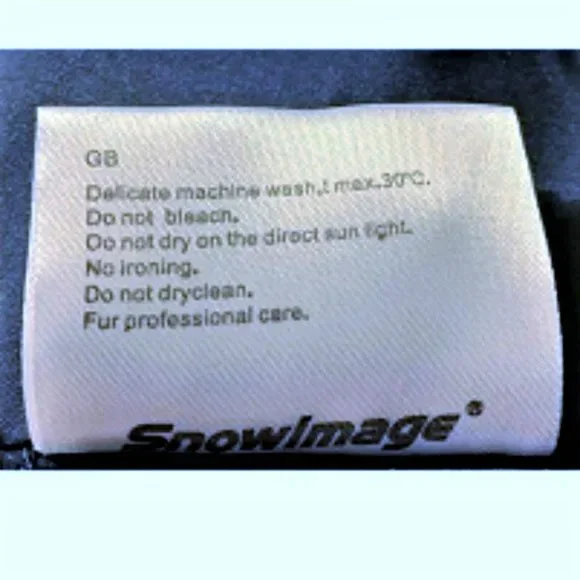 GB
Delicate machine wash,t max.30°C.
Do not bleach.
Do not dry on the direct sun light.
No ironing.
Do not dryclean.
Fur professional care.
SnowImage®